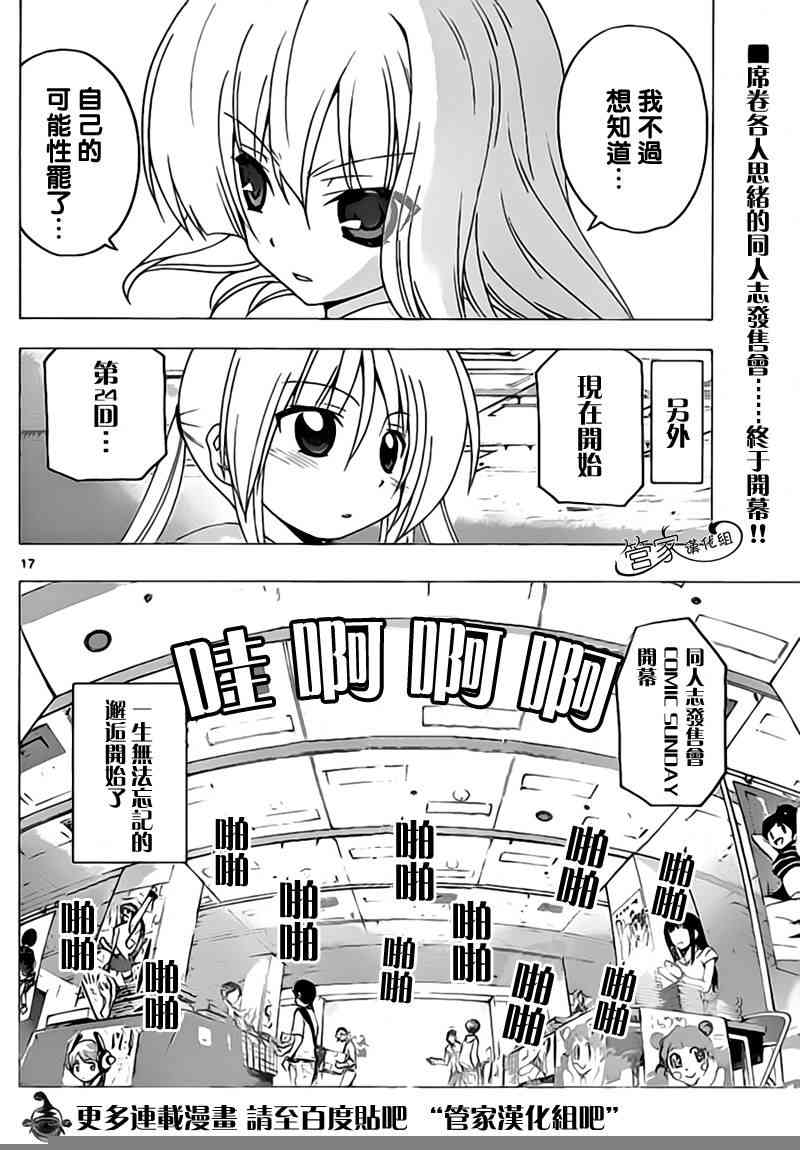 ■席卷各人思緒的同人志發售會……終于開幕!!
我不過
想知道…
自己的
可能性罷了…
另外
現在開始
第24回…
管家漢化組
17
同人志發售會
COMIC SUNDAY
開幕
哇啊啊啊
一生無法忘記的
邂逅開始了
啪啪
啪啪
啪啪
啪啪
啪啪
啪啪
啪啪
啪啪
啪啪
啪啪
啪啪
更多連載漫畫 請至百度貼吧 “管家漢化組吧”